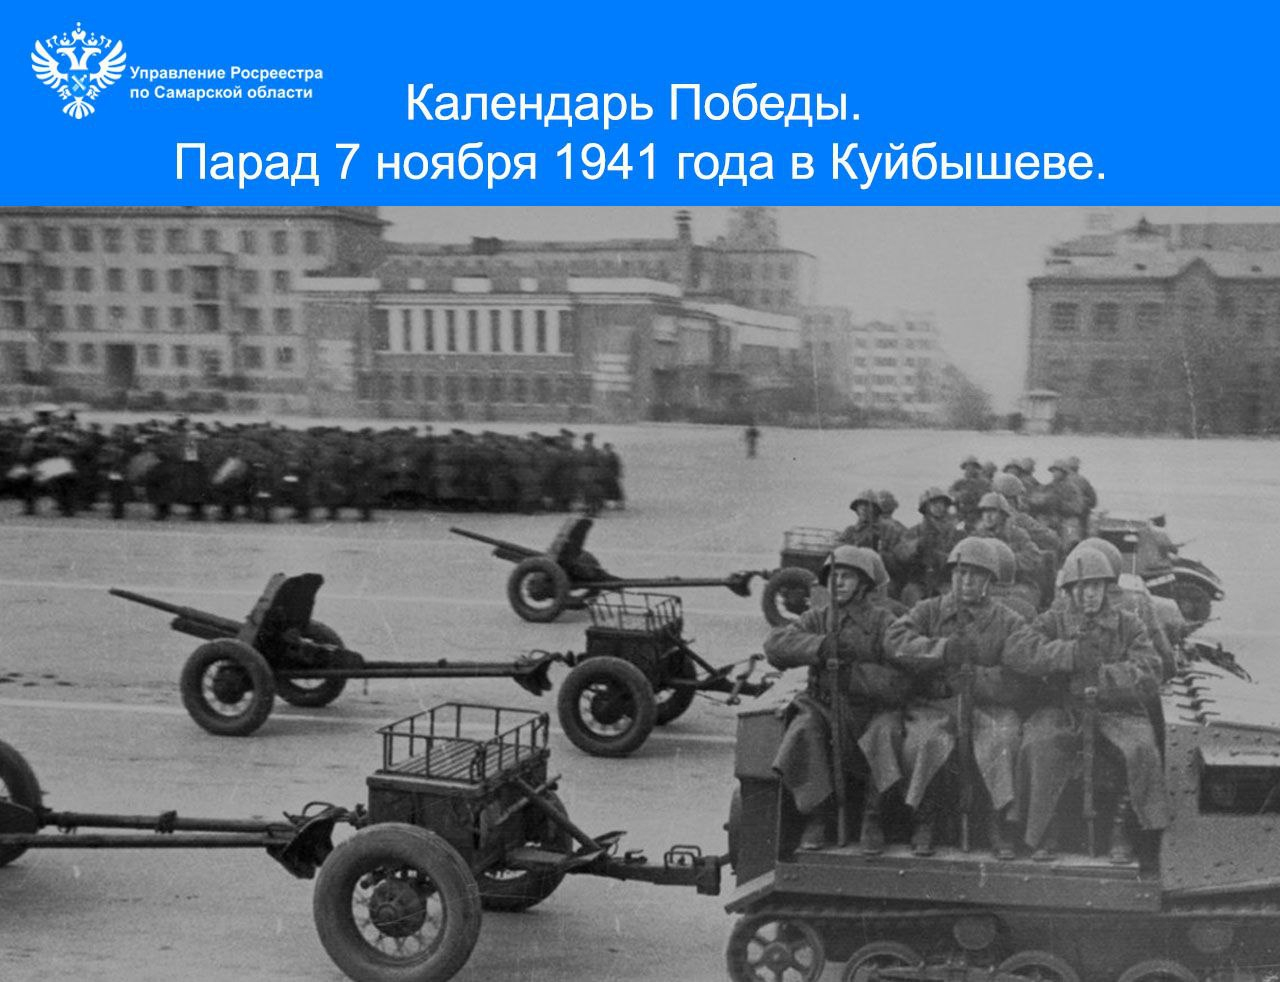 Управление Росреестра
по Самарской области
Календарь Победы.
Парад 7 ноября 1941 года в Куйбышеве.